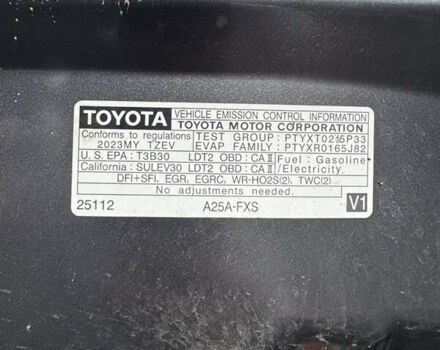 TOYOTA VEHICLE EMISSION CONTROL INFORMATION
TOYOTA MOTOR CORPORATION
Conforms to regulations TEST GROUP : PTYXT02.5P33
2023MY TZEV EVAP FAMILY : PTYXR0165J82
U. S. EPA : T3B30 LDT2 OBD : CA II Fuel : Gasoline
California : SULEV30 LDT2 OBD : CA II /Electricity
DFI+SFI, EGR, EGRC, WR-HO2S(2), TWC(2)
No adjustments needed.
25112 A25A-FXS V1